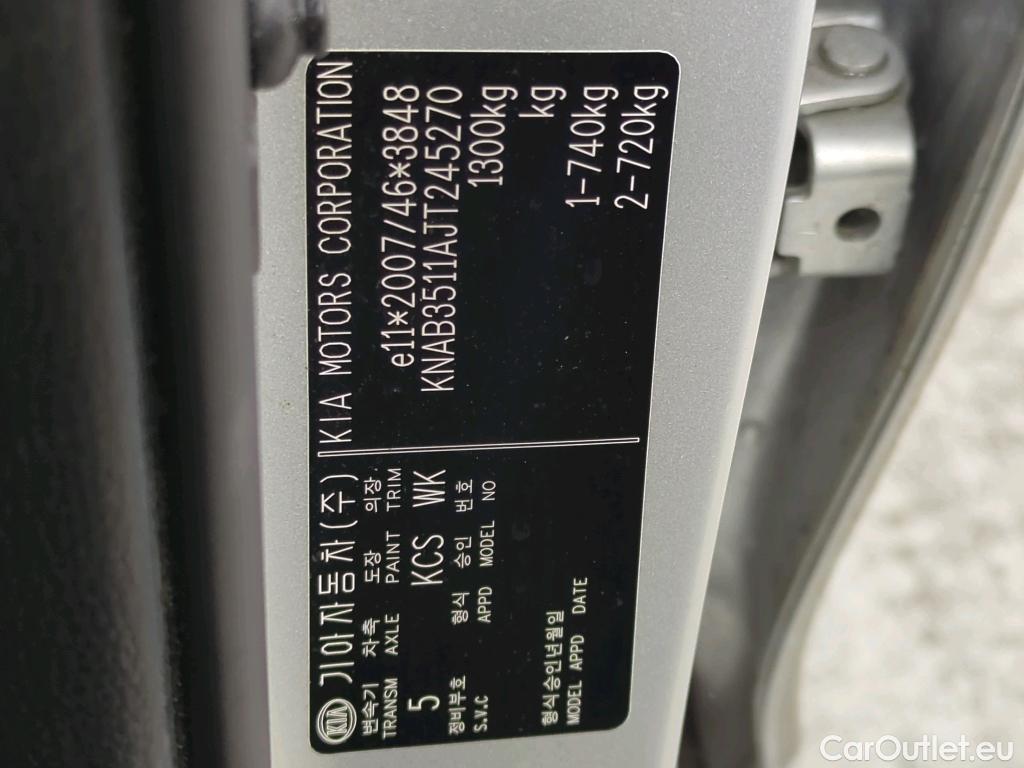 KIA 기아자동차(주) KIA MOTORS CORPORATION
변속기 차축 도장 의장
TRANSM AXLE PAINT TRIM
e11*2007/46*3848
5 KCS WK
KNAB3511AJT245270
정비부호 형식 승인 번호
1300kg
S.V.C APPD MODEL NO
kg
형식승인년월일
1-740kg
MODEL APPD DATE
2-720kg
CarOutlet.eu